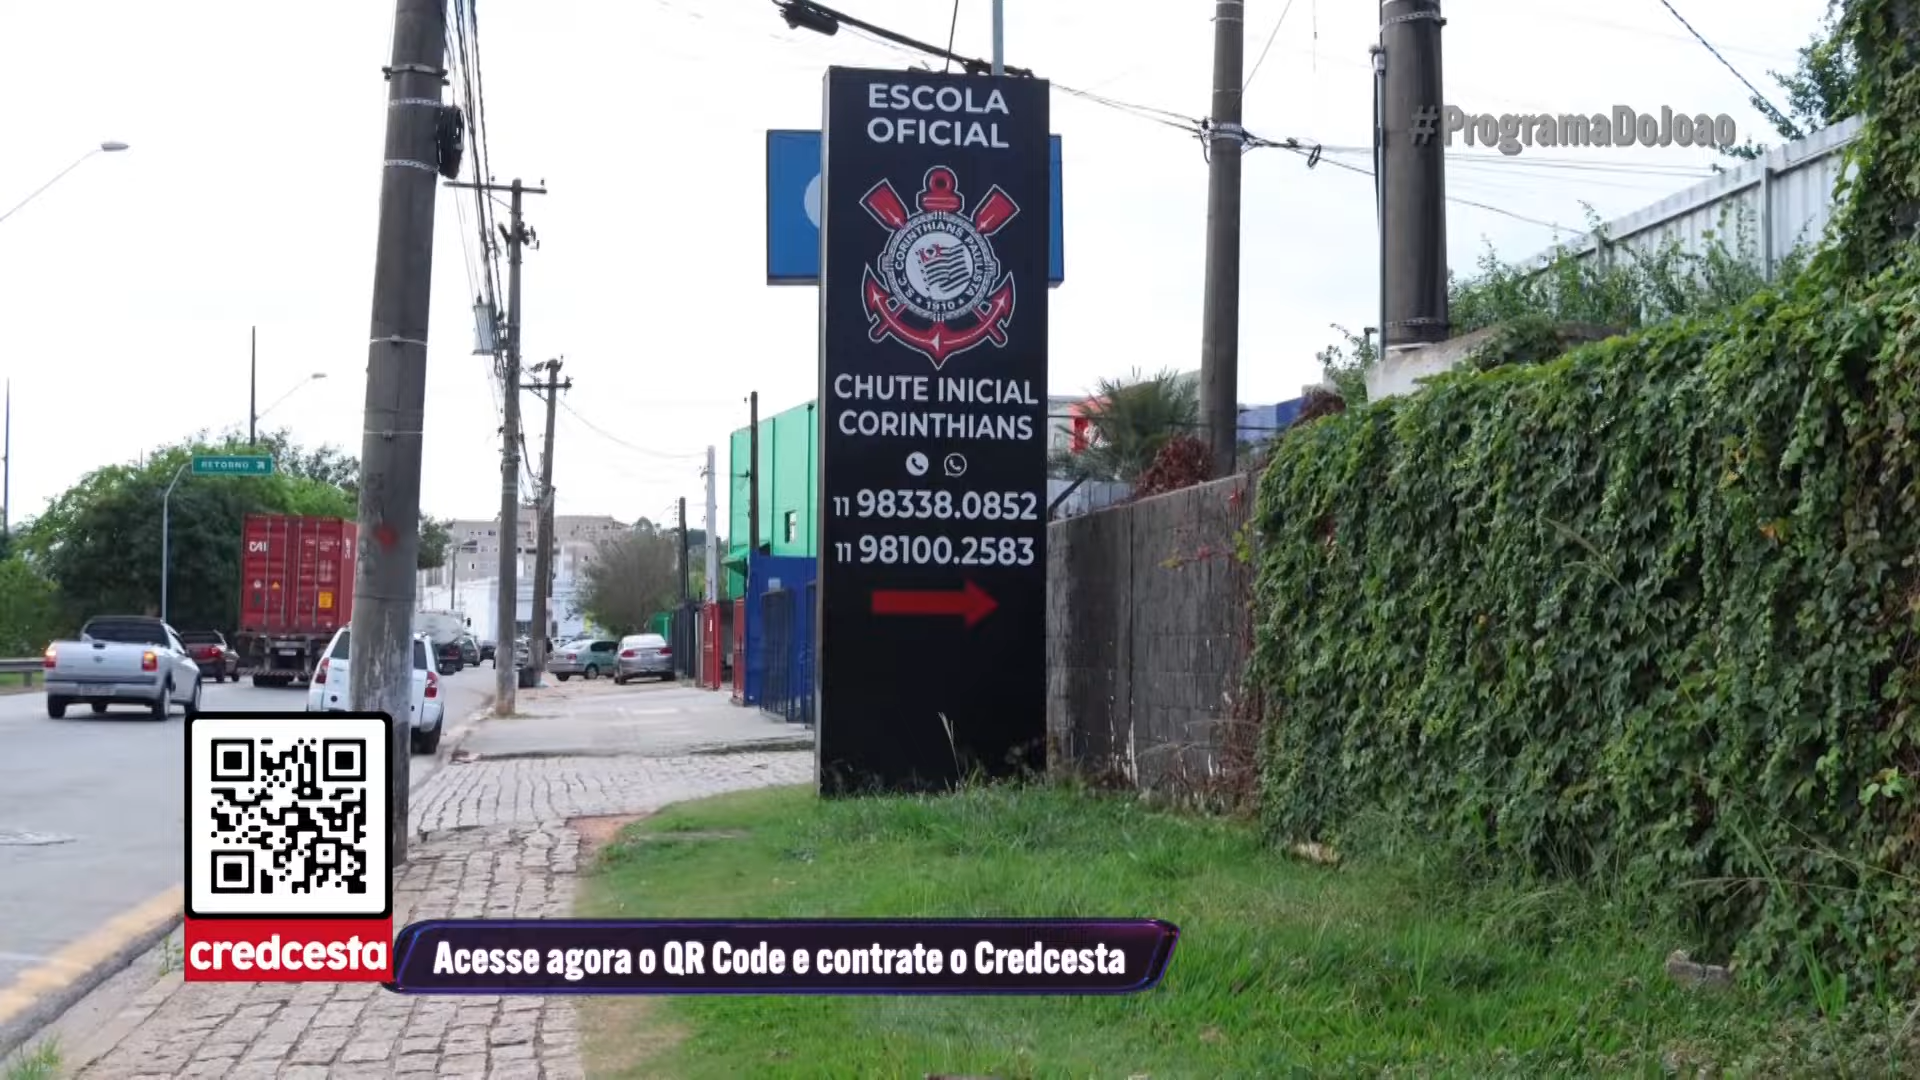 ESCOLA
OFICIAL
#ProgramaDoJoao
S.C. CORINTHIANS PAULISTA
1910
CHUTE INICIAL
CORINTHIANS
11 98338.0852
11 98100.2583
RETORNO
CAI
credcesta
Acesse agora o QR Code e contrate o Credcesta